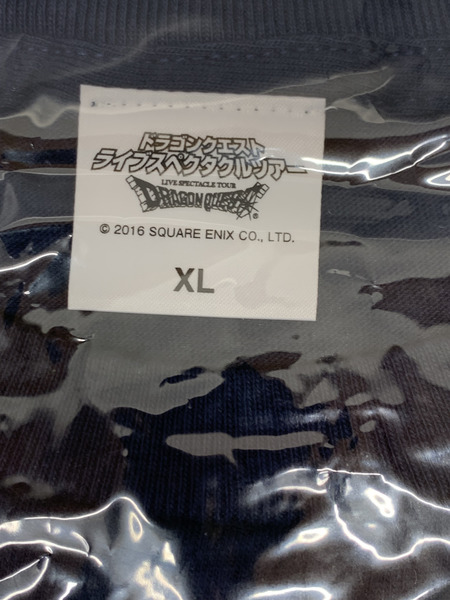 ドラゴンクエスト
ライブスペクタクルツアー
LIVE SPECTACLE TOUR
DRAGON QUEST®
© 2016 SQUARE ENIX CO., LTD.
XL